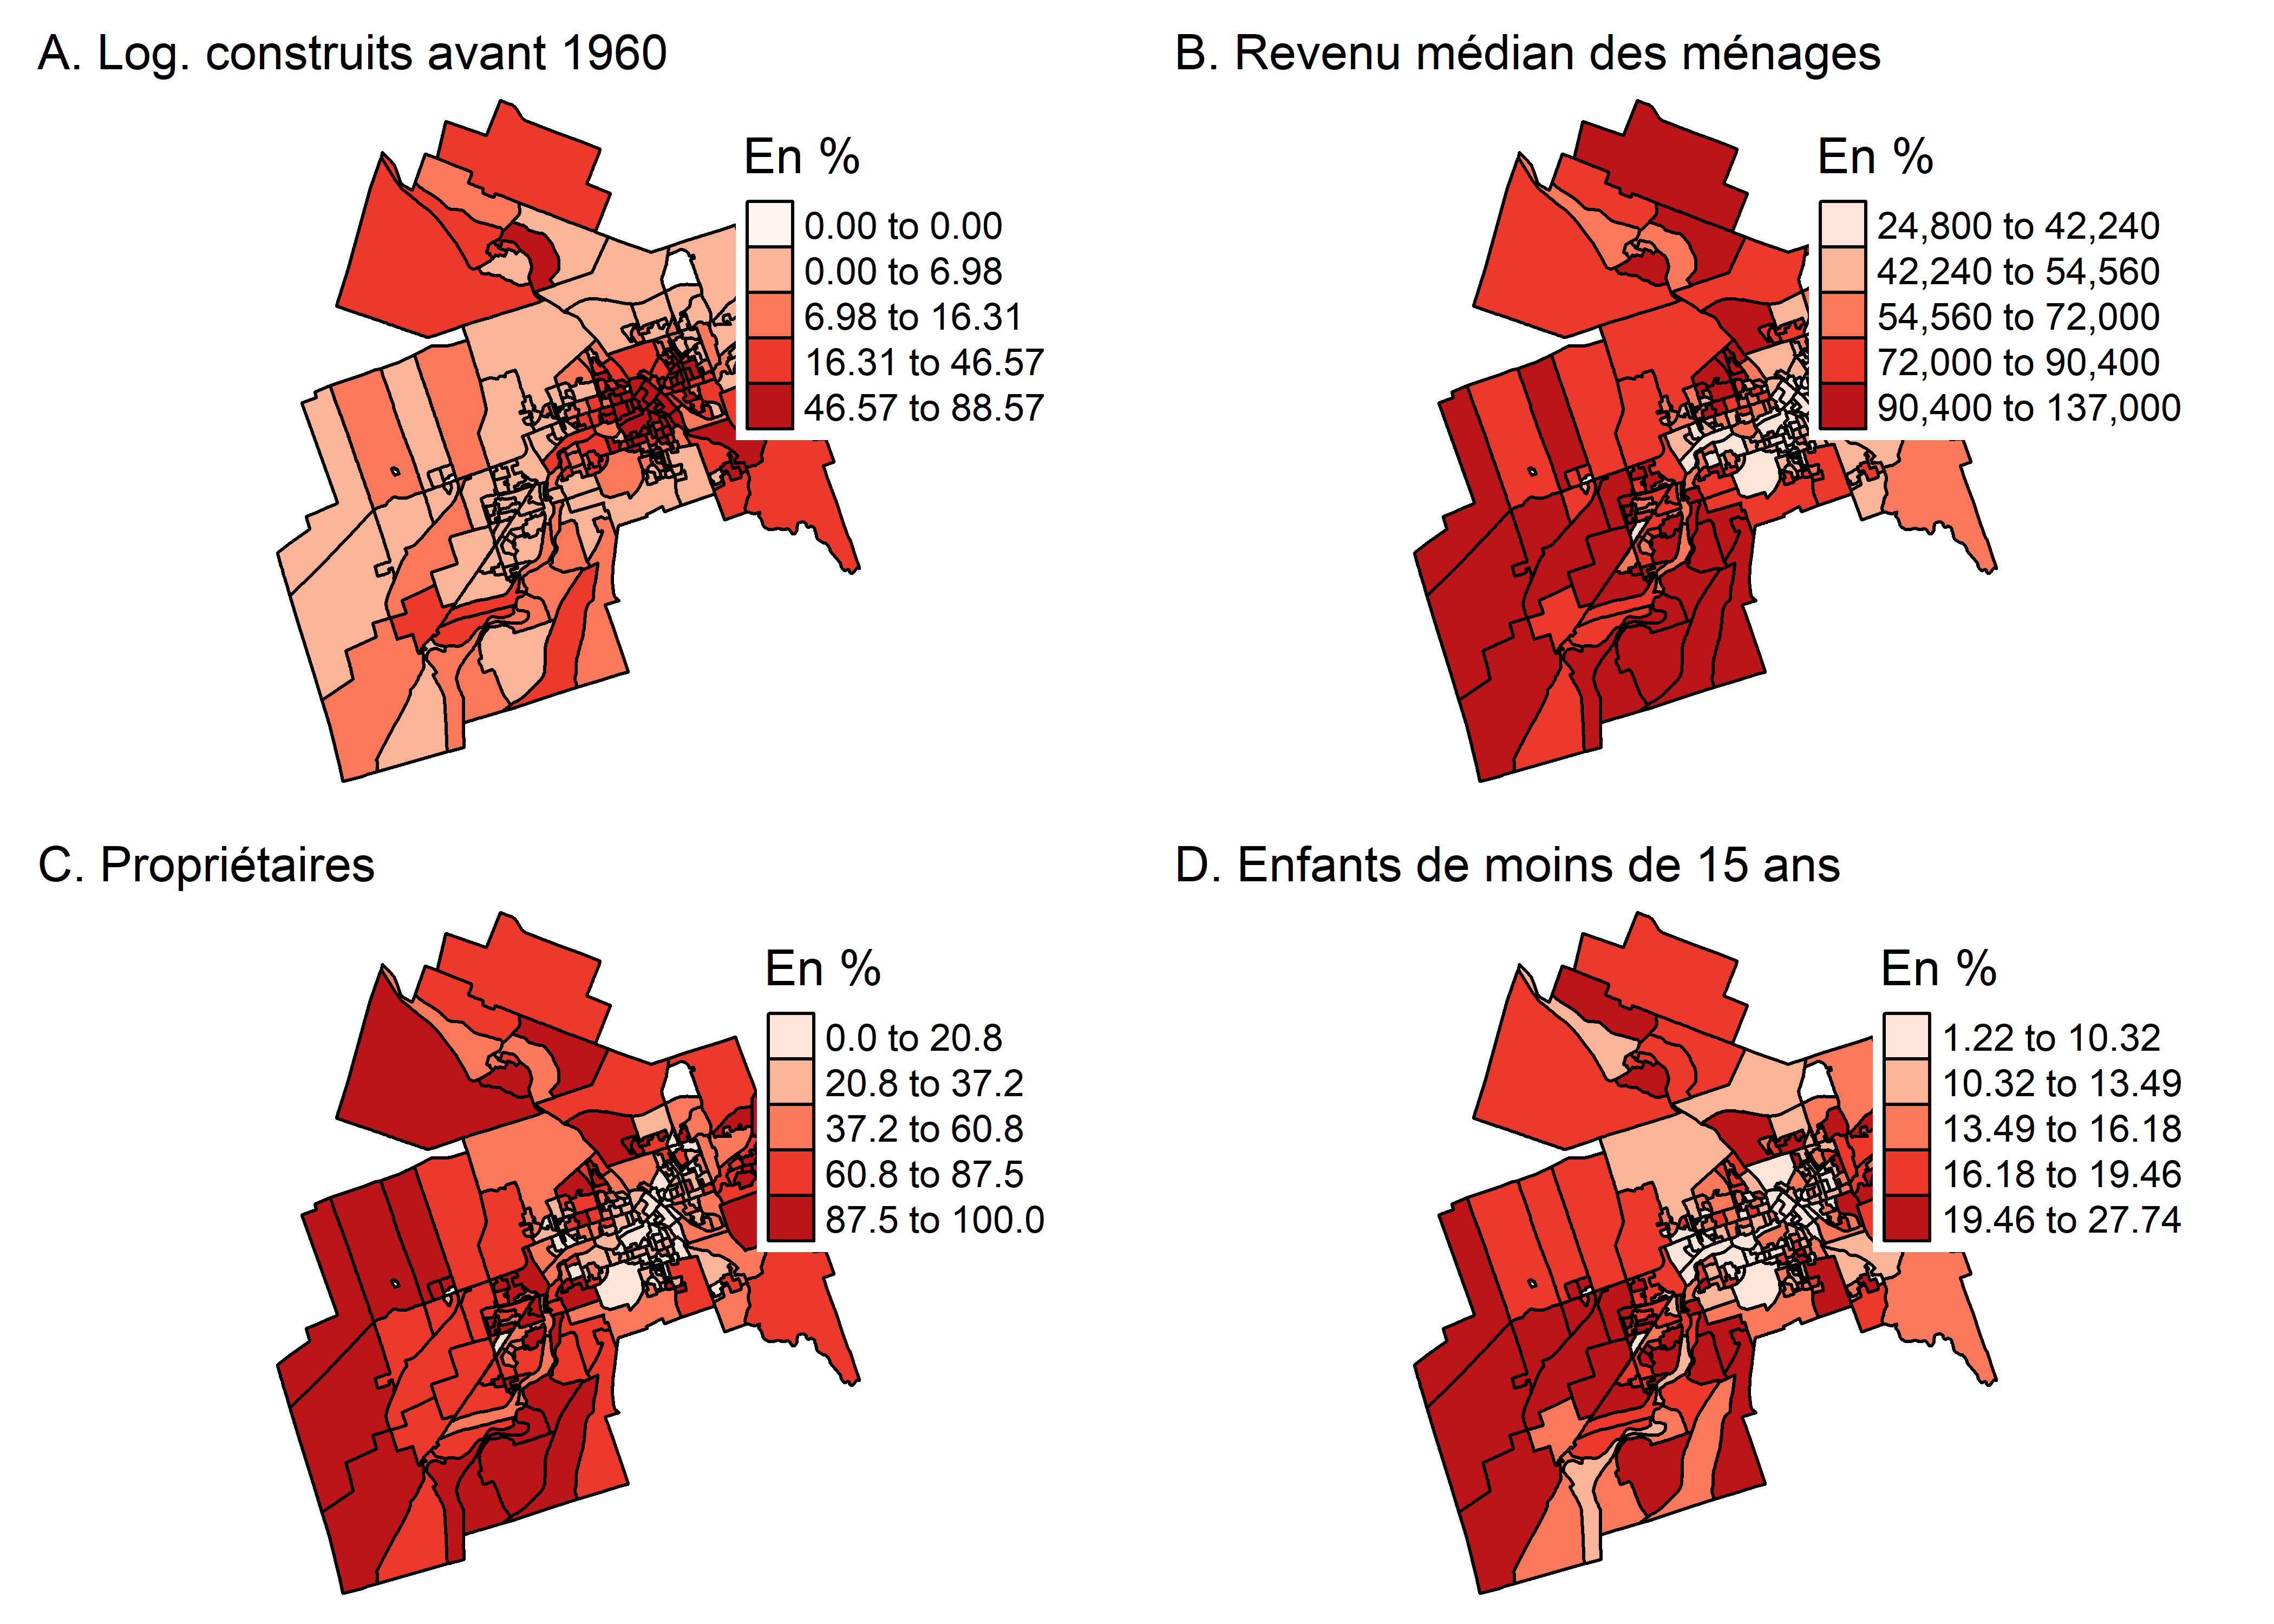 A. Log. construits avant 1960
En %
0.00 to 0.00
0.00 to 6.98
6.98 to 16.31
16.31 to 46.57
46.57 to 88.57
B. Revenu médian des ménages
En %
24,800 to 42,240
42,240 to 54,560
54,560 to 72,000
72,000 to 90,400
90,400 to 137,000
C. Propriétaires
En %
0.0 to 20.8
20.8 to 37.2
37.2 to 60.8
60.8 to 87.5
87.5 to 100.0
D. Enfants de moins de 15 ans
En %
1.22 to 10.32
10.32 to 13.49
13.49 to 16.18
16.18 to 19.46
19.46 to 27.74